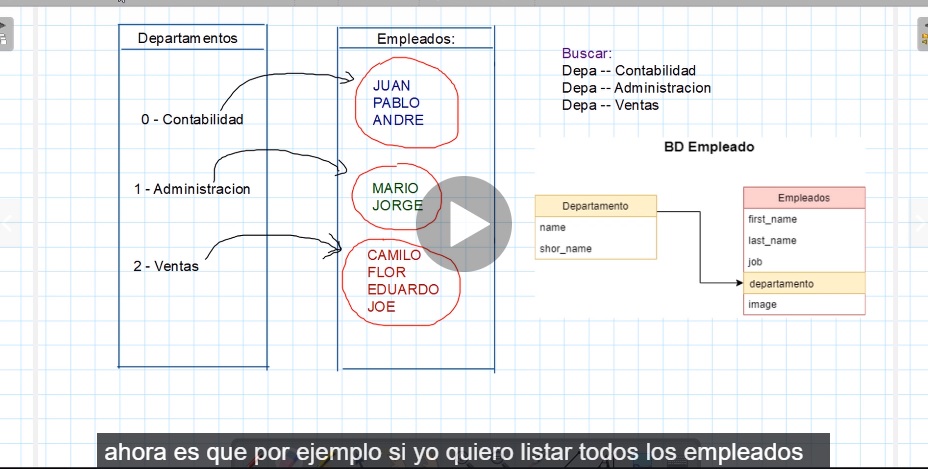 Departamentos
0 - Contabilidad
1 - Administracion
2 - Ventas
Empleados:
JUAN
PABLO
ANDRE
MARIO
JORGE
CAMILO
FLOR
EDUARDO
JOE
Buscar:
Depa -- Contabilidad
Depa -- Administracion
Depa -- Ventas
BD Empleado
Departamento
name
shor_name
Empleados
first_name
last_name
job
departamento
image
ahora es que por ejemplo si yo quiero listar todos los empleados